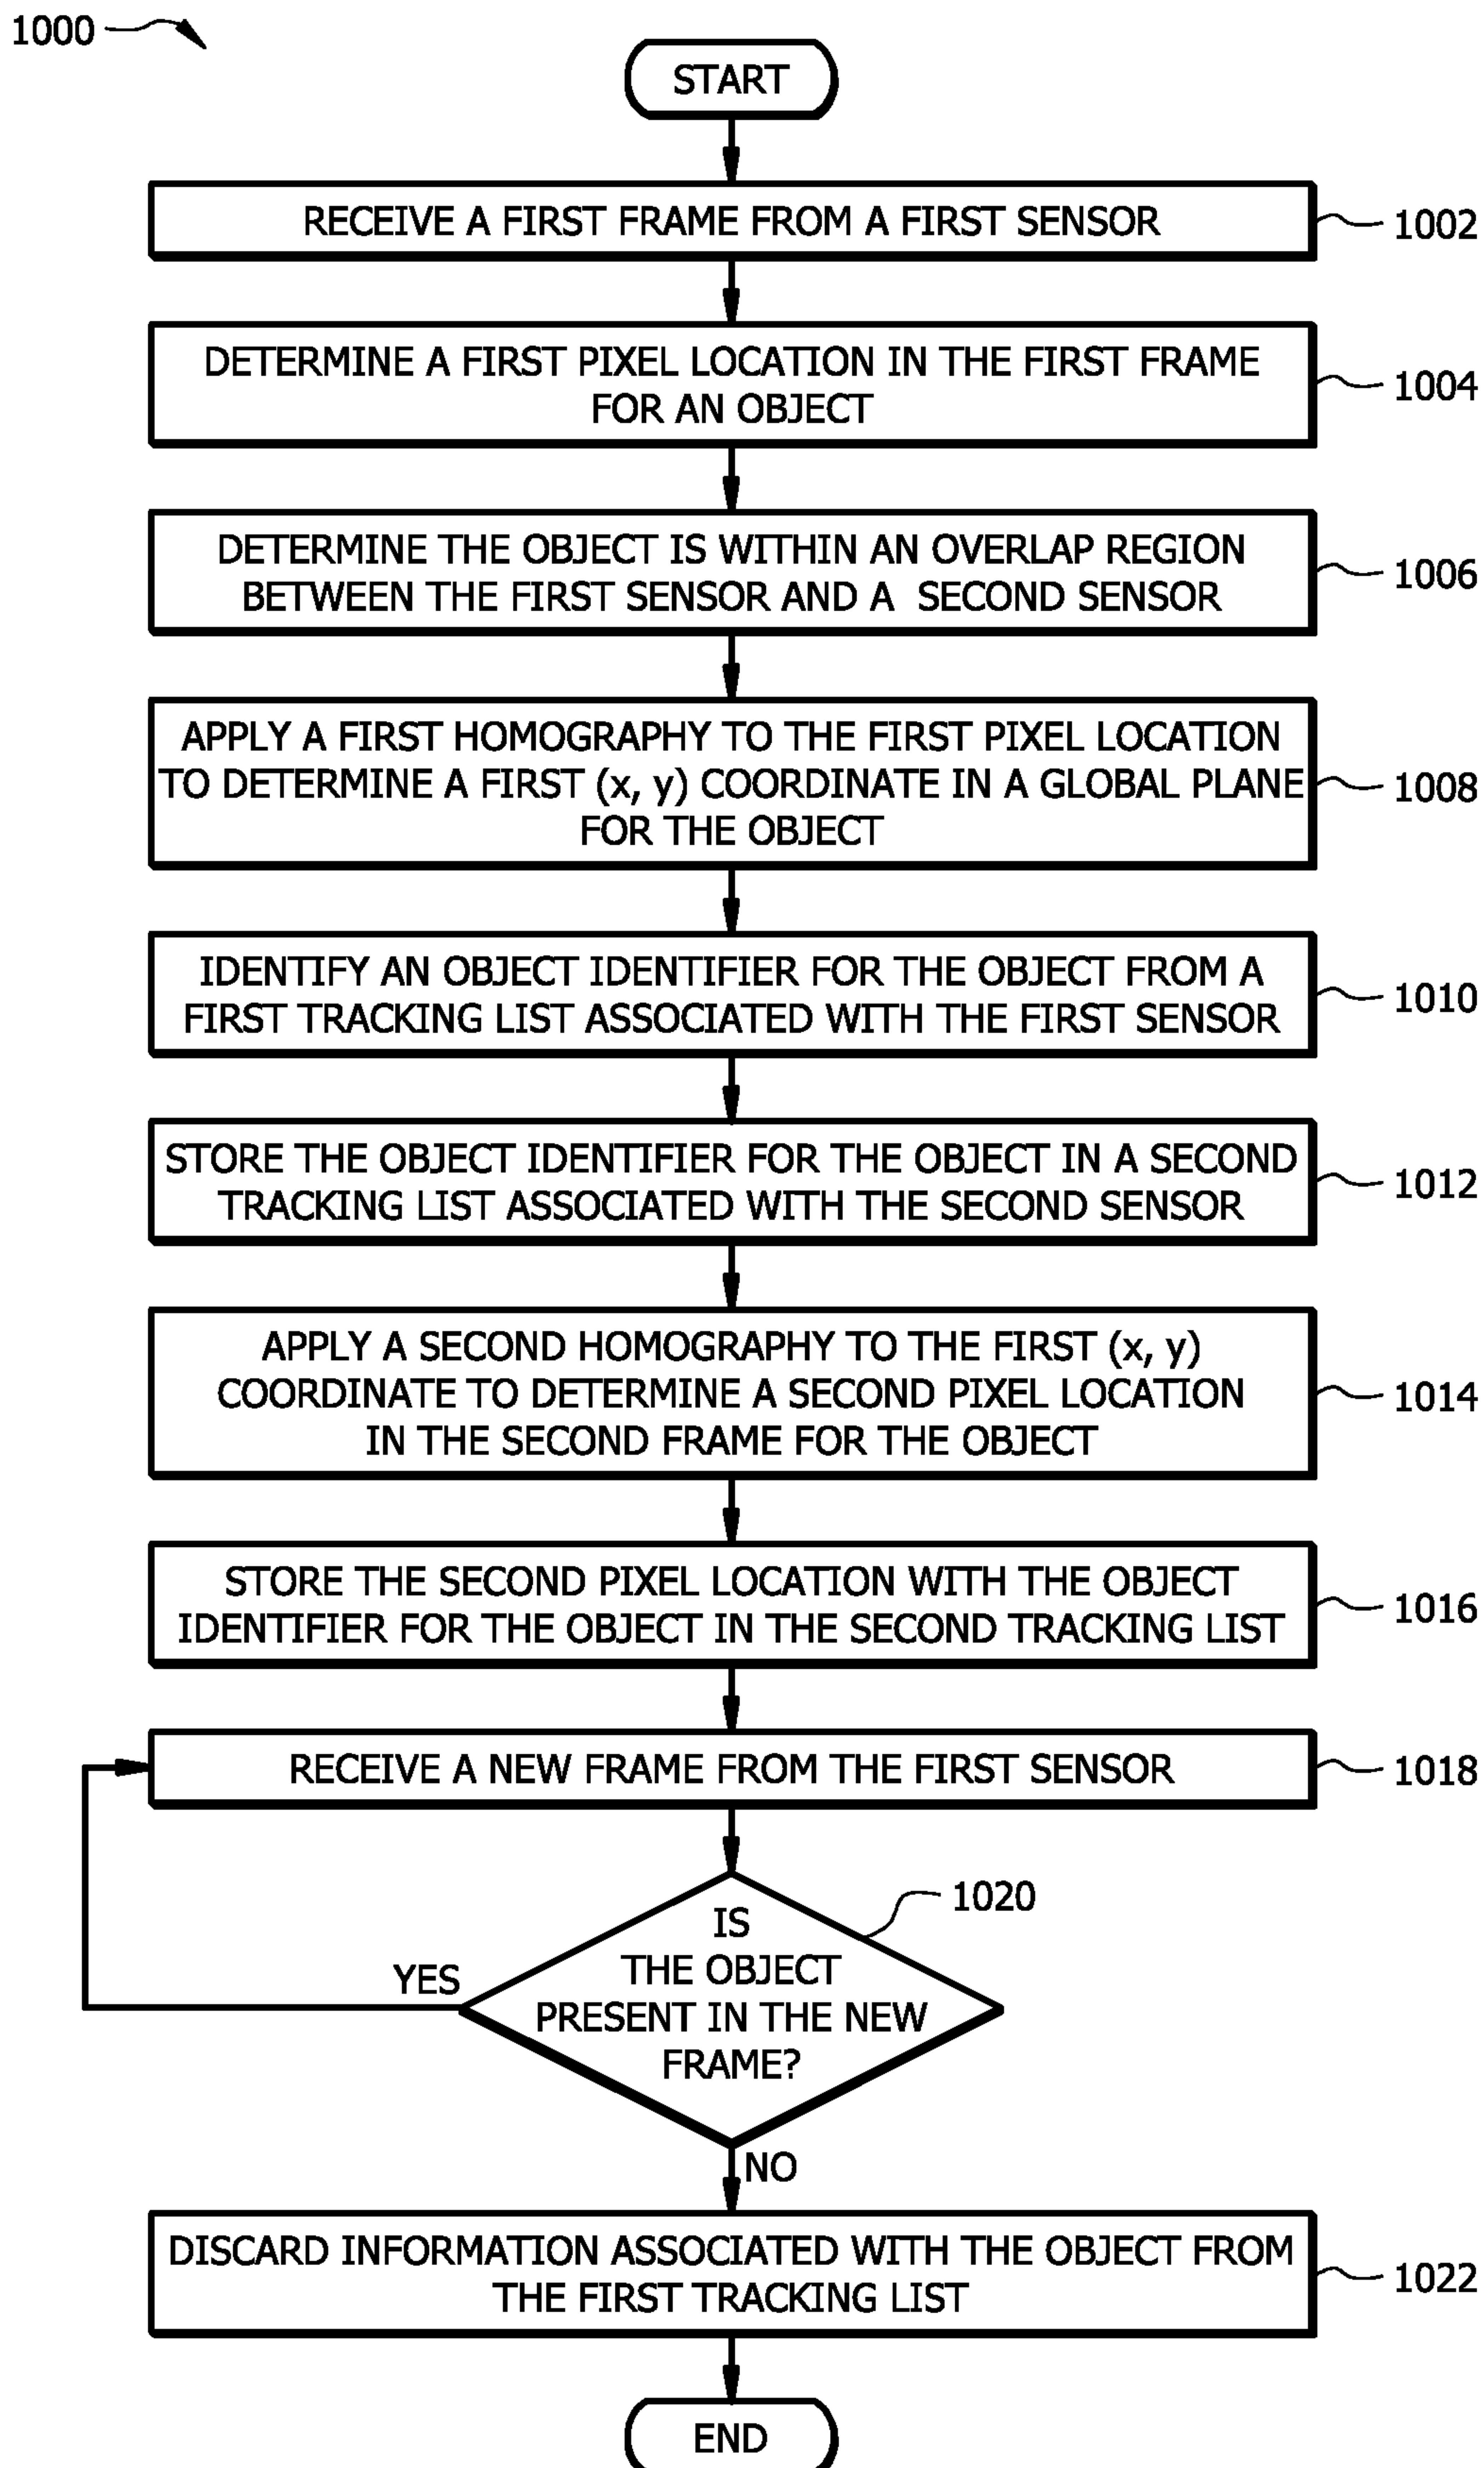 1000
START
RECEIVE A FIRST FRAME FROM A FIRST SENSOR
1002
DETERMINE A FIRST PIXEL LOCATION IN THE FIRST FRAME
FOR AN OBJECT
1004
DETERMINE THE OBJECT IS WITHIN AN OVERLAP REGION
BETWEEN THE FIRST SENSOR AND A SECOND SENSOR
1006
APPLY A FIRST HOMOGRAPHY TO THE FIRST PIXEL LOCATION
TO DETERMINE A FIRST (x, y) COORDINATE IN A GLOBAL PLANE
FOR THE OBJECT
1008
IDENTIFY AN OBJECT IDENTIFIER FOR THE OBJECT FROM A
FIRST TRACKING LIST ASSOCIATED WITH THE FIRST SENSOR
1010
STORE THE OBJECT IDENTIFIER FOR THE OBJECT IN A SECOND
TRACKING LIST ASSOCIATED WITH THE SECOND SENSOR
1012
APPLY A SECOND HOMOGRAPHY TO THE FIRST (x, y)
COORDINATE TO DETERMINE A SECOND PIXEL LOCATION
IN THE SECOND FRAME FOR THE OBJECT
1014
STORE THE SECOND PIXEL LOCATION WITH THE OBJECT
IDENTIFIER FOR THE OBJECT IN THE SECOND TRACKING LIST
1016
RECEIVE A NEW FRAME FROM THE FIRST SENSOR
1018
IS
THE OBJECT
PRESENT IN THE NEW
FRAME?
1020
YES
NO
DISCARD INFORMATION ASSOCIATED WITH THE OBJECT FROM
THE FIRST TRACKING LIST
1022
END